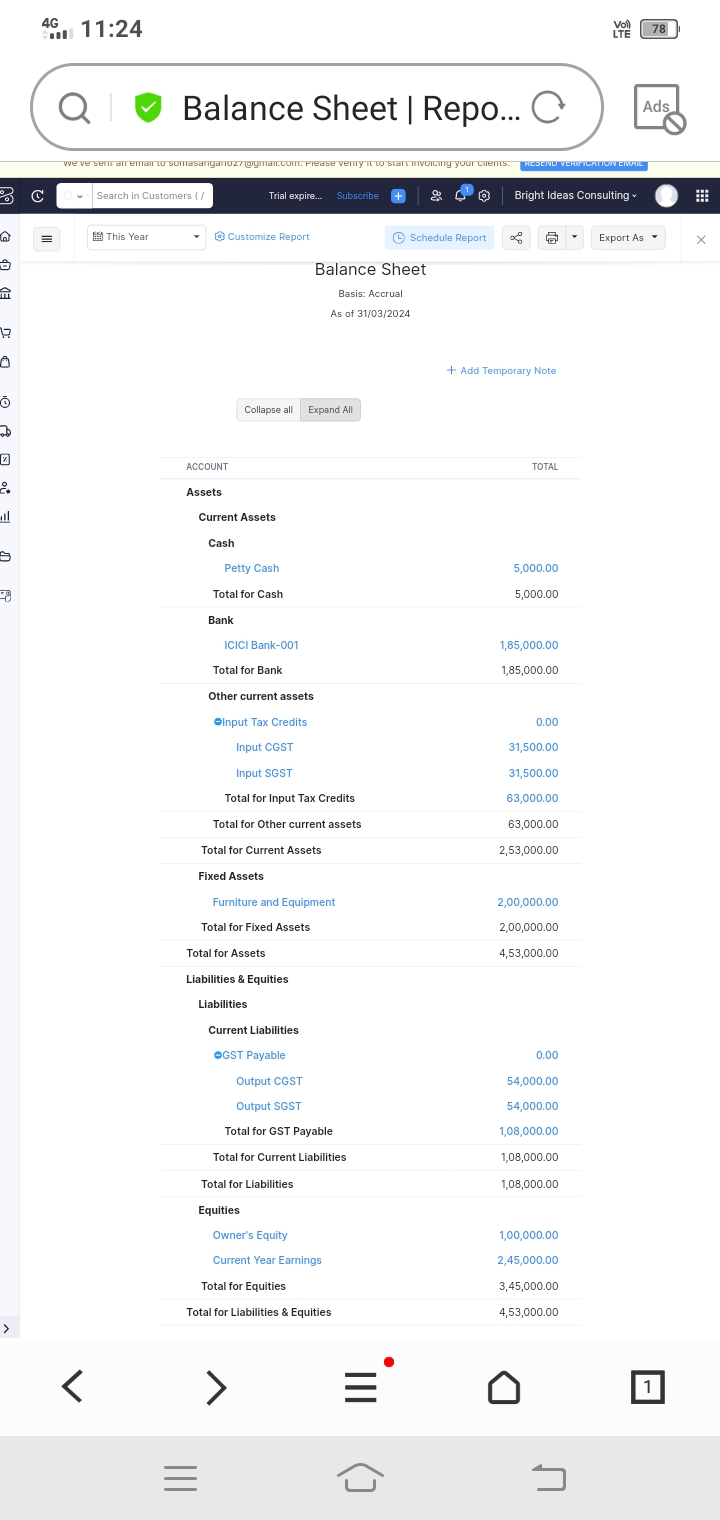 4G 11:24 Vo) LTE 78
Balance Sheet | Repo... Ads
We've sent an email to somasangari627@gmail.com. Please verify it to start invoicing your clients. RESEND VERIFICATION EMAIL
Search in Customers ( / Trial expire... Subscribe 1 Bright Ideas Consulting
This Year Customize Report Schedule Report Export As
Balance Sheet
Basis: Accrual
As of 31/03/2024
+ Add Temporary Note
Collapse all Expand All
ACCOUNT TOTAL
Assets
Current Assets
Cash
Petty Cash 5,000.00
Total for Cash 5,000.00
Bank
ICICI Bank-001 1,85,000.00
Total for Bank 1,85,000.00
Other current assets
Input Tax Credits 0.00
Input CGST 31,500.00
Input SGST 31,500.00
Total for Input Tax Credits 63,000.00
Total for Other current assets 63,000.00
Total for Current Assets 2,53,000.00
Fixed Assets
Furniture and Equipment 2,00,000.00
Total for Fixed Assets 2,00,000.00
Total for Assets 4,53,000.00
Liabilities & Equities
Liabilities
Current Liabilities
GST Payable 0.00
Output CGST 54,000.00
Output SGST 54,000.00
Total for GST Payable 1,08,000.00
Total for Current Liabilities 1,08,000.00
Total for Liabilities 1,08,000.00
Equities
Owner's Equity 1,00,000.00
Current Year Earnings 2,45,000.00
Total for Equities 3,45,000.00
Total for Liabilities & Equities 4,53,000.00
1